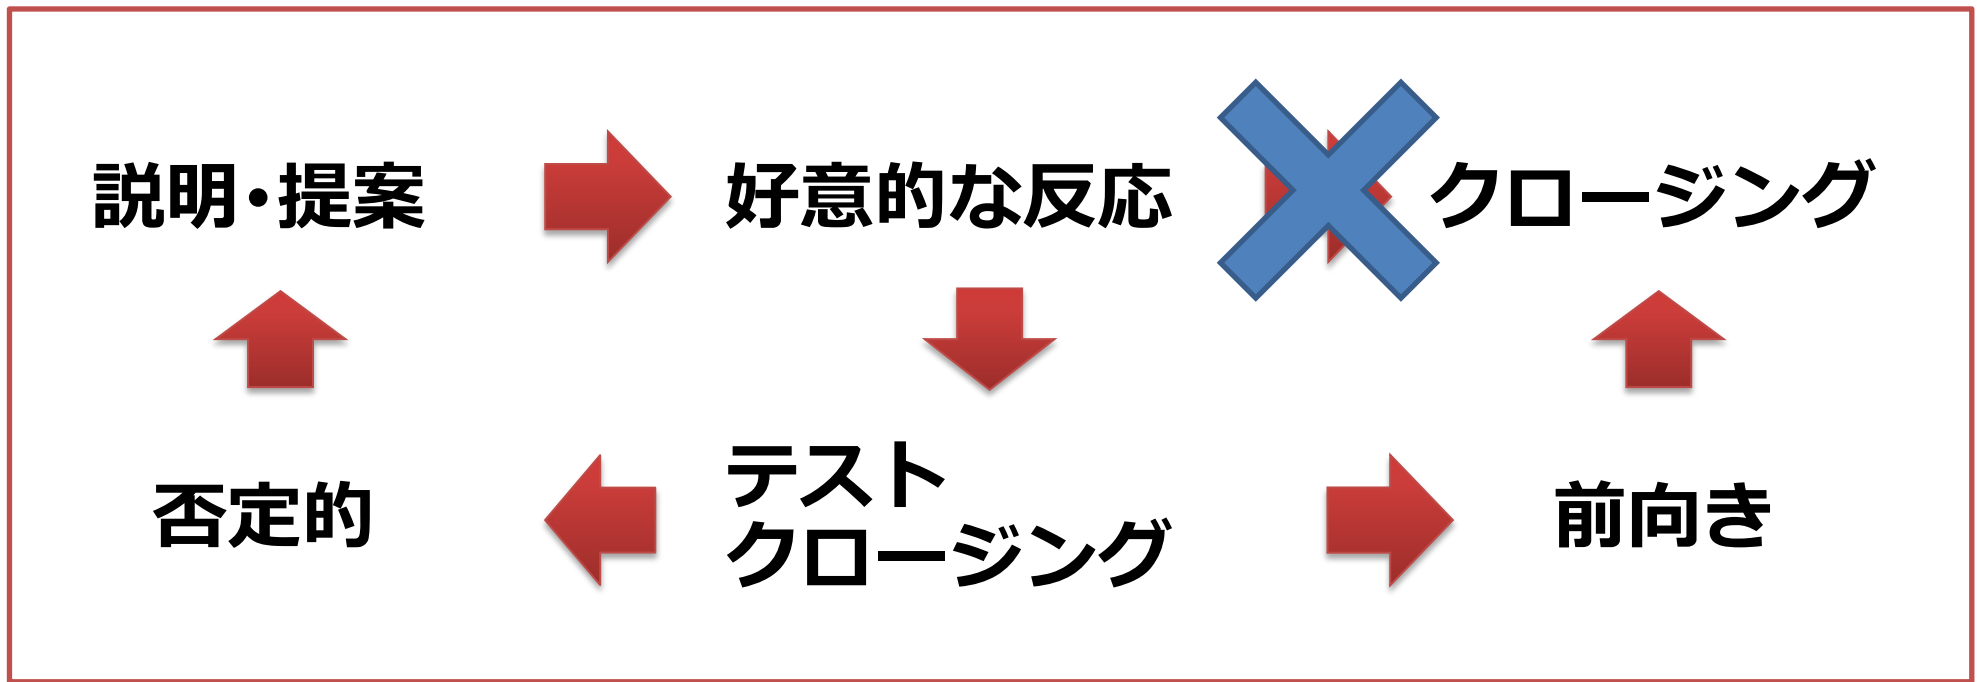 説明・提案
好意的な反応
クロージング
否定的
テスト
クロージング
前向き